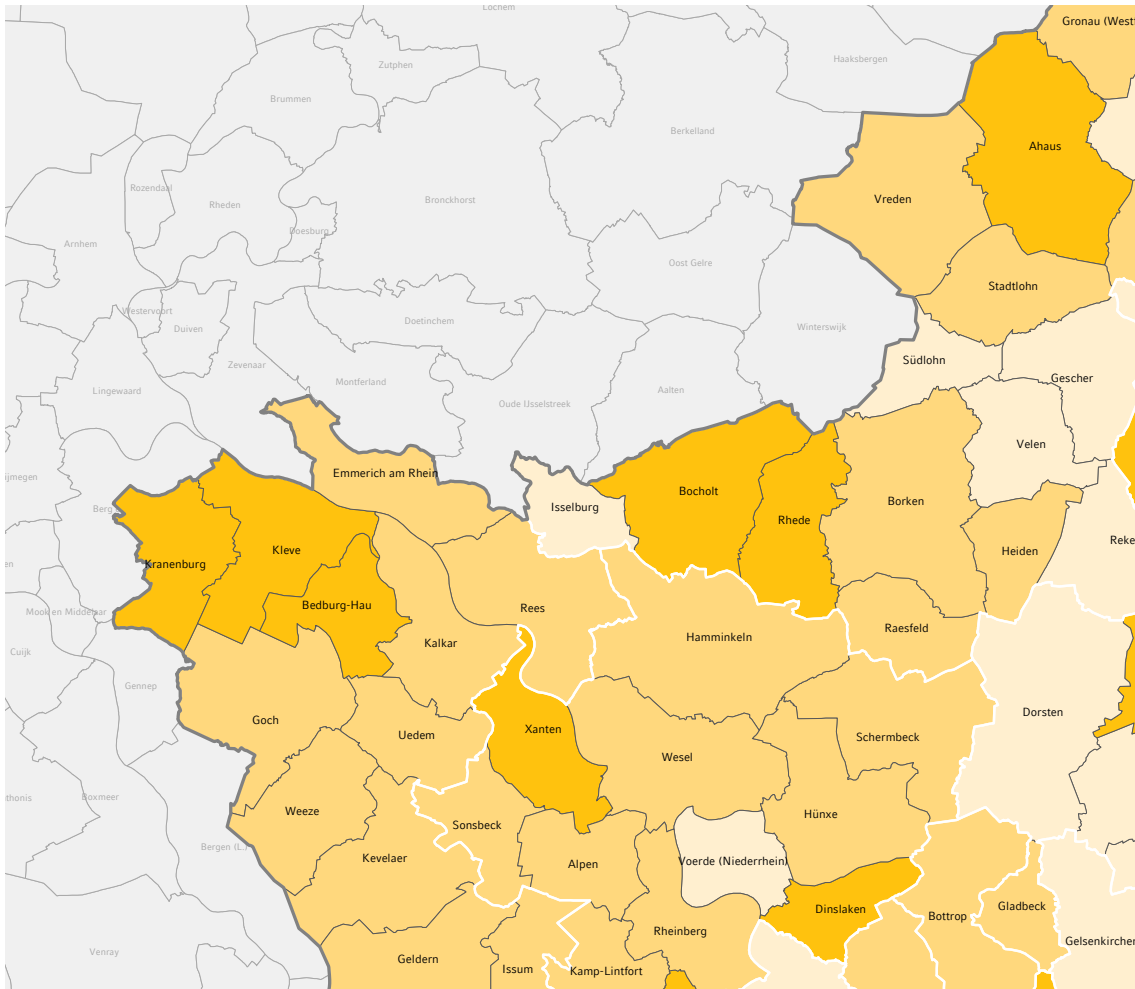 Lochem
Gronau (Westf
Haaksbergen
Zutphen
Brummen
Berkelland
Ahaus
Rozendaal
Rheden
Bronckhorst
Vreden
Doesburg
Arnhem
Oost Gelre
Stadtlohn
Westervoort
Duiven
Doetinchem
Winterswijk
Zevenaar
Südlohn
Gescher
Montferland
Lingewaard
Aalten
Oude IJsselstreek
Velen
Emmerich am Rhein
ijmegen
Bocholt
Borken
Isselburg
Berg
Rhede
Reke
Kleve
Heiden
Kranenburg
en
Bedburg-Hau
Rees
Mook en Middelaar
Raesfeld
Hamminkeln
Kalkar
Cuijk
Gennep
Dorsten
Goch
Xanten
Uedem
Schermbeck
Wesel
thonis
Boxmeer
Weeze
Hünxe
Sonsbeck
Bergen (L.)
Kevelaer
Voerde (Niederrhein)
Alpen
Dinslaken
Gladbeck
Bottrop
Rheinberg
Gelsenkirchen
Venray
Geldern
Issum
Kamp-Lintfort